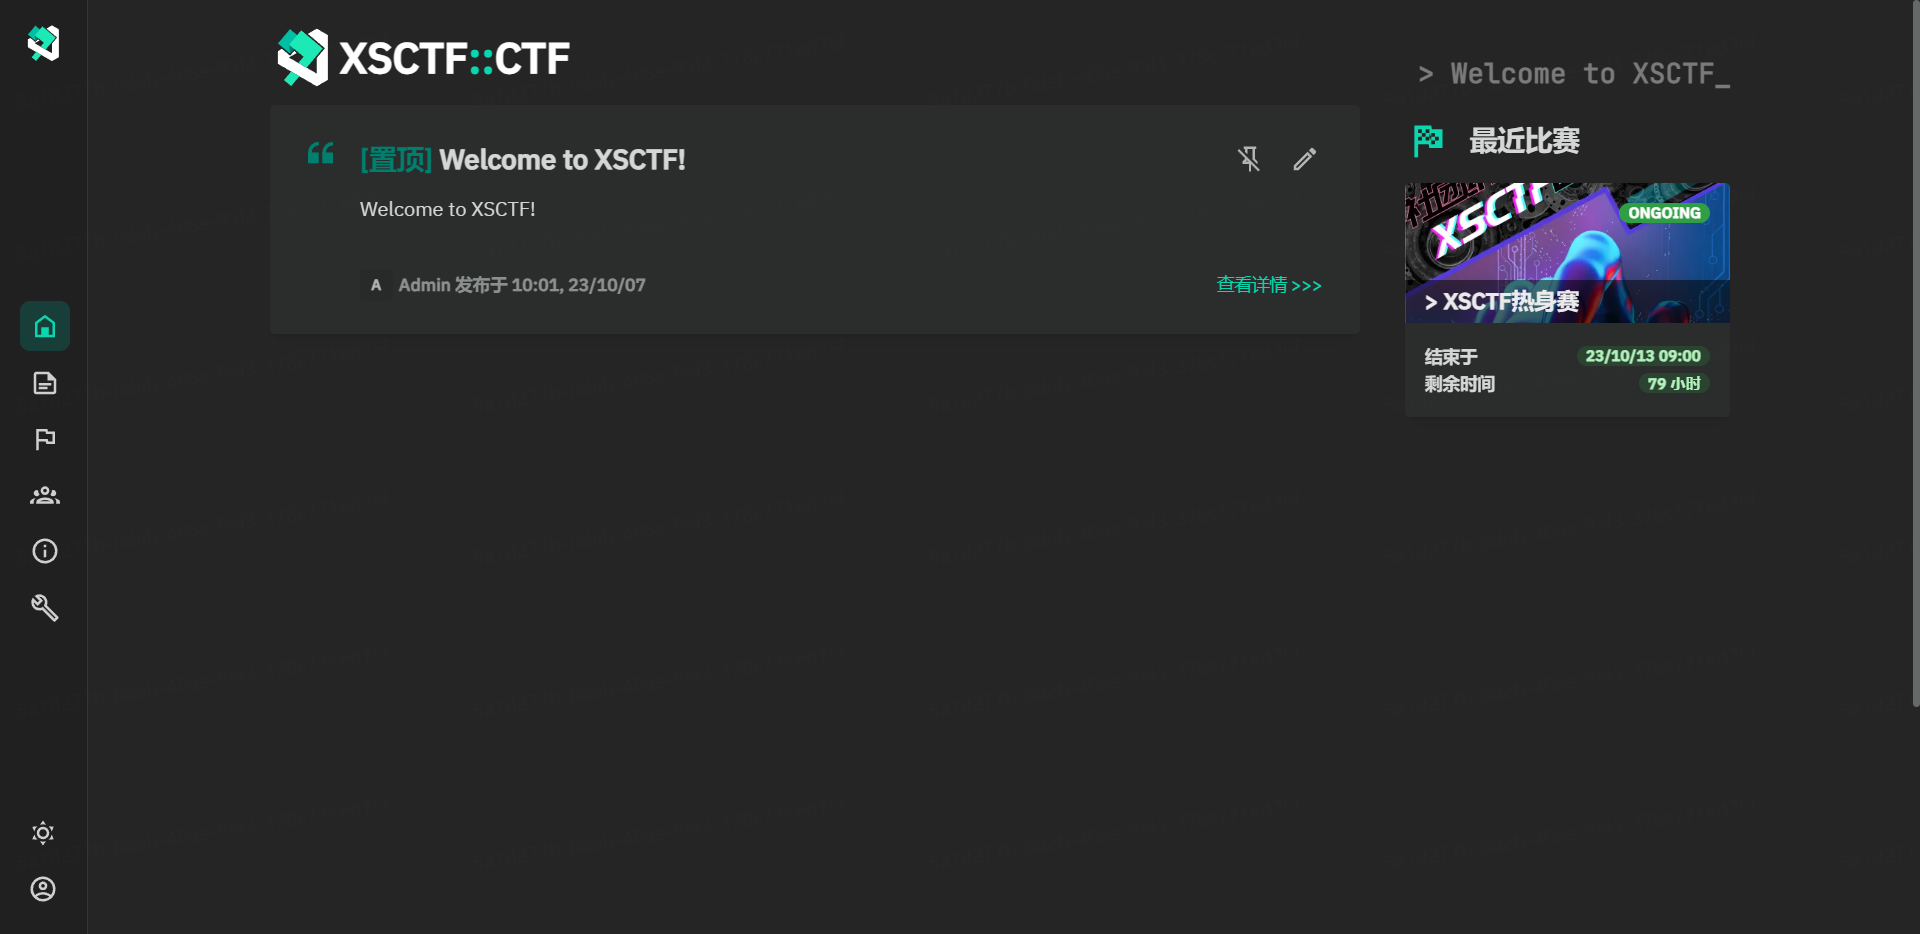 XSCTF::CTF
> Welcome to XSCTF_
[置顶] Welcome to XSCTF!
Welcome to XSCTF!
A Admin 发布于 10:01, 23/10/07
查看详情 >>>
最近比赛
XSCTF
ONGOING
> XSCTF热身赛
结束于 23/10/13 09:00
剩余时间 79 小时